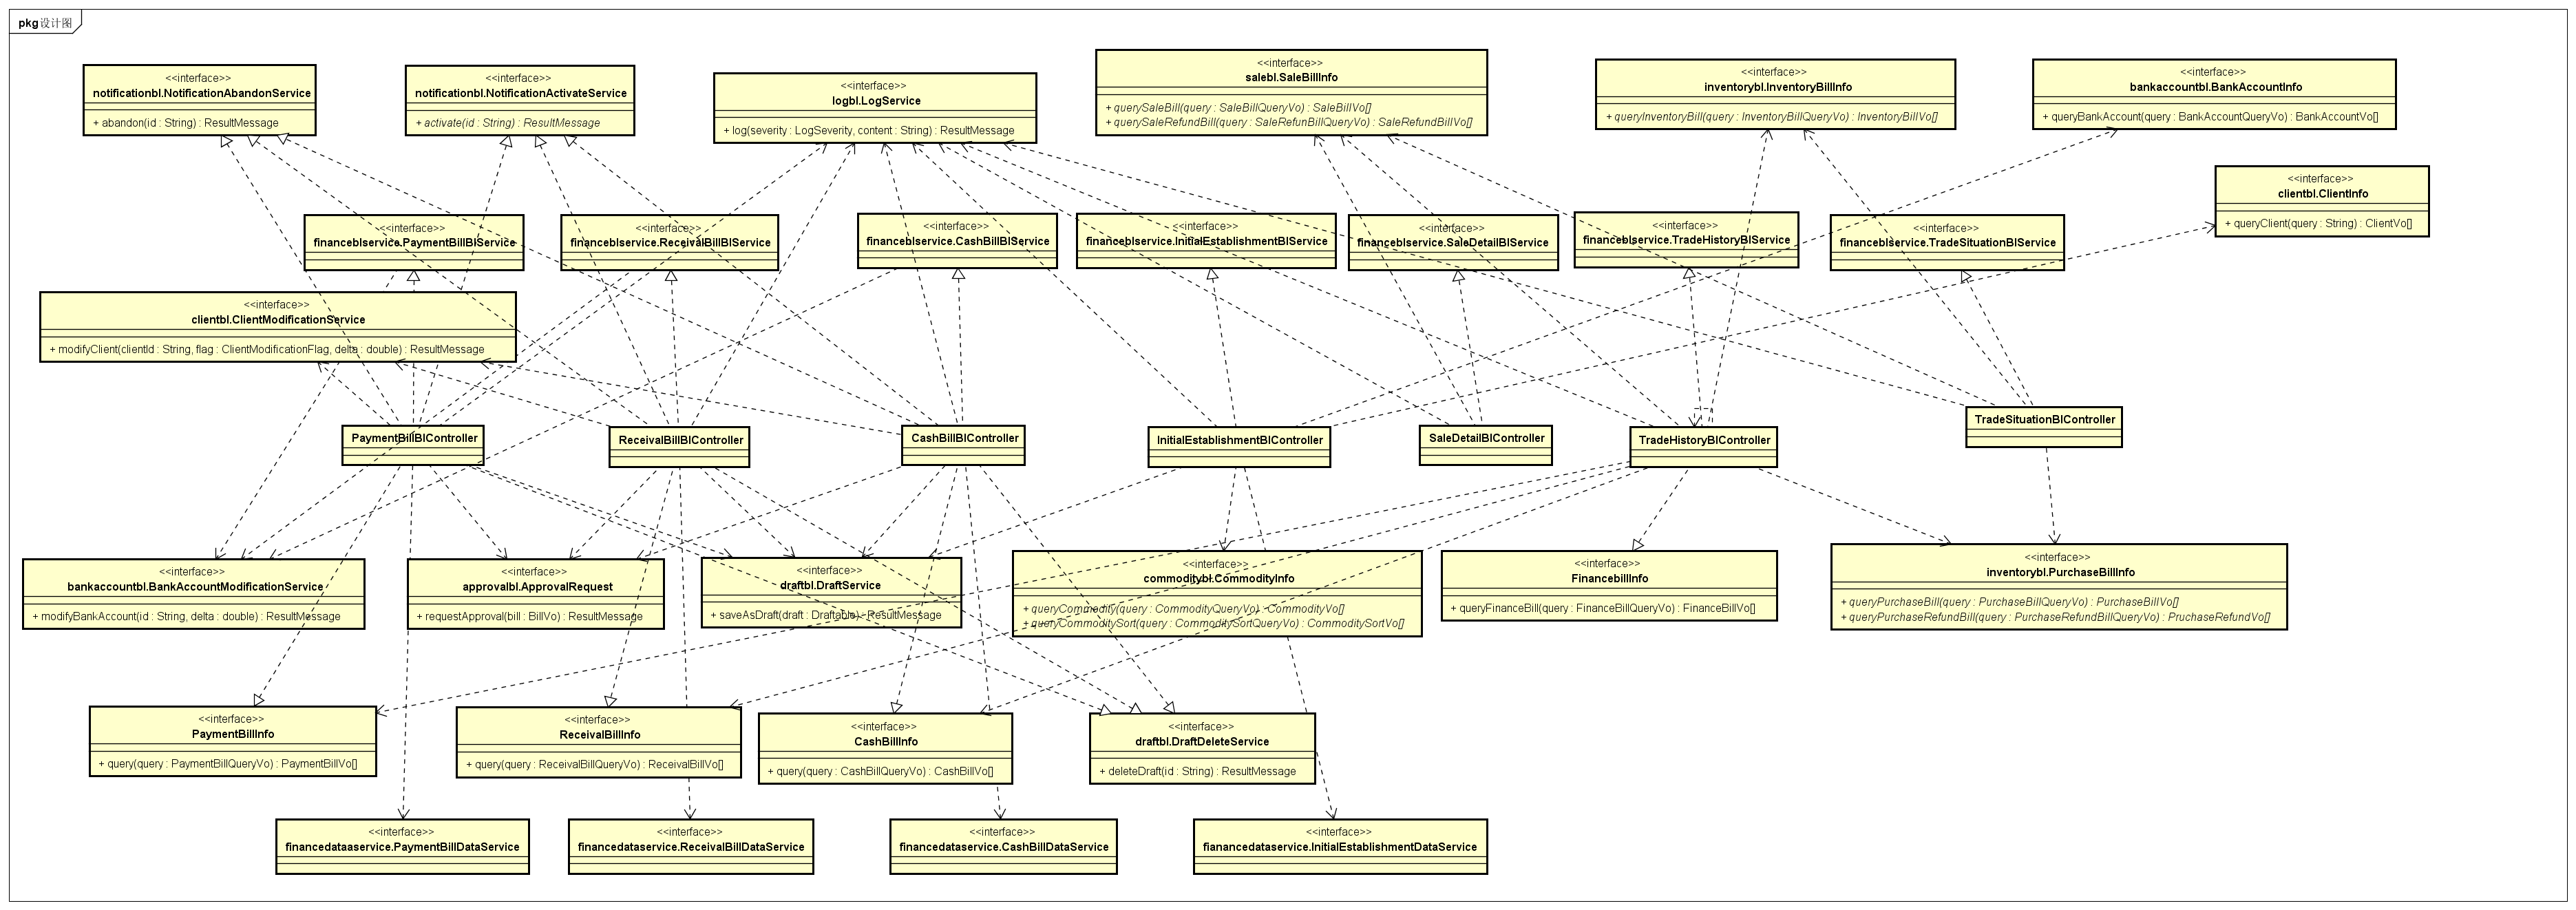 pkg 设计图
<<interface>>
notificationbl.NotificationAbandonService
+ abandon(id : String) : ResultMessage
<<interface>>
notificationbl.NotificationActivateService
+ activate(id : String) : ResultMessage
<<interface>>
logbl.LogService
+ log(severity : LogSeverity, content : String) : ResultMessage
<<interface>>
salebl.SaleBillInfo
+ querySaleBill(query : SaleBillQueryVo) : SaleBillVo[]
+ querySaleRefundBill(query : SaleRefunBillQueryVo) : SaleRefundBillVo[]
<<interface>>
inventorybl.InventoryBillInfo
+ queryInventoryBill(query : InventoryBillQueryVo) : InventoryBillVo[]
<<interface>>
bankaccountbl.BankAccountInfo
+ queryBankAccount(query : BankAccountQueryVo) : BankAccountVo[]
<<interface>>
clientbl.ClientInfo
+ queryClient(query : String) : ClientVo[]
<<interface>>
financeblservice.PaymentBillBlService
<<interface>>
financeblservice.ReceivalBillBlService
<<interface>>
financeblservice.CashBillBlService
<<interface>>
financeblservice.InitialEstablishmentBlService
<<interface>>
financeblservice.SaleDetailBlService
<<interface>>
financeblservice.TradeHistoryBlService
<<interface>>
financeblservice.TradeSituationBlService
<<interface>>
clientbl.ClientModificationService
+ modifyClient(clientId : String, flag : ClientModificationFlag, delta : double) : ResultMessage
PaymentBillBlController
ReceivalBillBlController
CashBillBlController
InitialEstablishmentBlController
SaleDetailBlController
TradeHistoryBlController
TradeSituationBlController
<<interface>>
bankaccountbl.BankAccountModificationService
+ modifyBankAccount(id : String, delta : double) : ResultMessage
<<interface>>
approvalbl.ApprovalRequest
+ requestApproval(bill : BillVo) : ResultMessage
<<interface>>
draftbl.DraftService
+ saveAsDraft(draft : Draftable) : ResultMessage
<<interface>>
commoditybl.CommodityInfo
+ queryCommodity(query : CommodityQueryVo) : CommodityVo[]
+ queryCommoditySort(query : CommoditySortQueryVo) : CommoditySortVo[]
<<interface>>
FinancebillInfo
+ queryFinanceBill(query : FinanceBillQueryVo) : FinanceBillVo[]
<<interface>>
inventorybl.PurchaseBillInfo
+ queryPurchaseBill(query : PurchaseBillQueryVo) : PurchaseBillVo[]
+ queryPurchaseRefundBill(query : PurchaseRefundBillQueryVo) : PruchaseRefundVo[]
<<interface>>
PaymentBillInfo
+ query(query : PaymentBillQueryVo) : PaymentBillVo[]
<<interface>>
ReceivalBillInfo
+ query(query : ReceivalBillQueryVo) : ReceivalBillVo[]
<<interface>>
CashBillInfo
+ query(query : CashBillQueryVo) : CashBillVo[]
<<interface>>
draftbl.DraftDeleteService
+ deleteDraft(id : String) : ResultMessage
<<interface>>
financedataaservice.PaymentBillDataService
<<interface>>
financedataservice.ReceivalBillDataService
<<interface>>
financedataservice.CashBillDataService
<<interface>>
fianancedataservice.InitialEstablishmentDataService